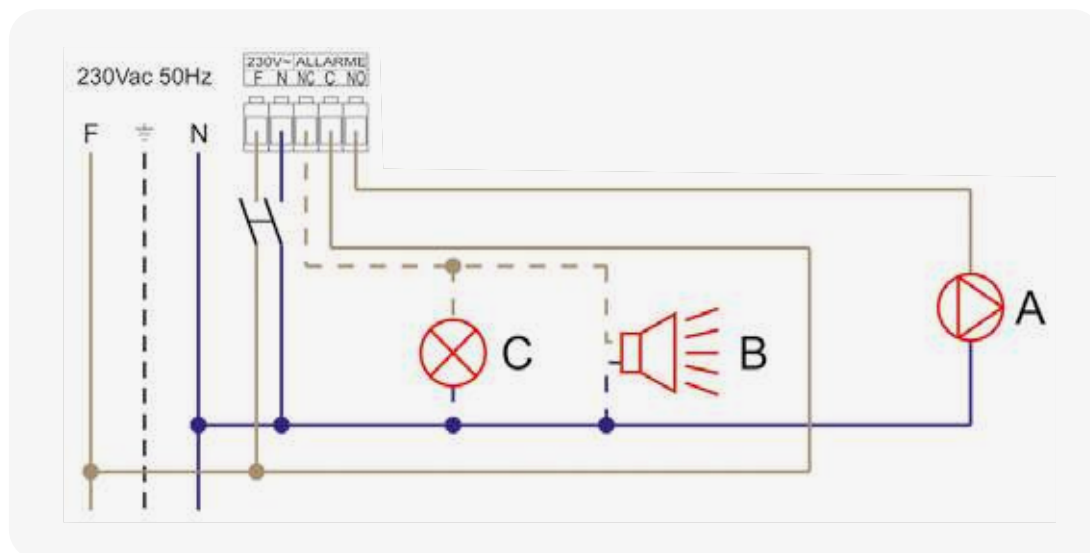 230V~ ALLARME
230Vac 50Hz F N NC C NO
F N
A
C B